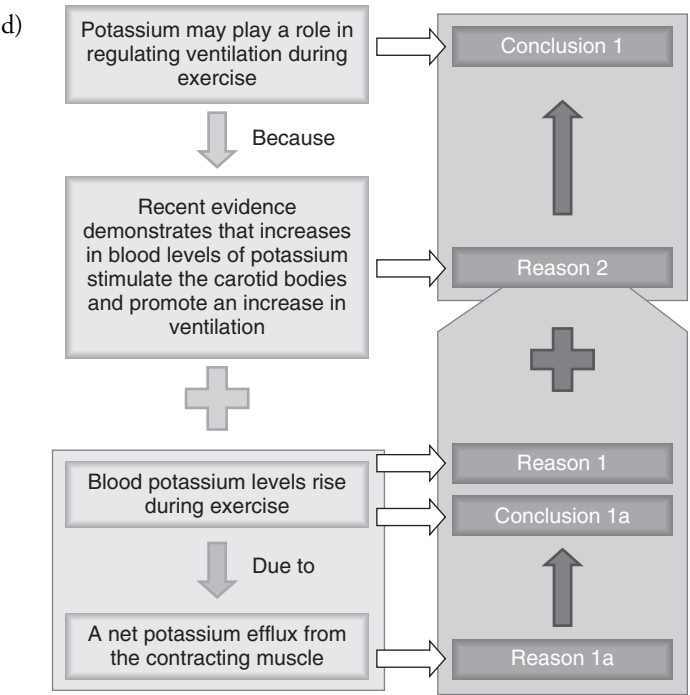 d)
Potassium may play a role in
regulating ventilation during
exercise
Conclusion 1
Because
Recent evidence
demonstrates that increases
in blood levels of potassium
stimulate the carotid bodies
and promote an increase in
ventilation
Reason 2
Blood potassium levels rise
during exercise
Reason 1
Conclusion 1a
Due to
A net potassium efflux from
the contracting muscle
Reason 1a